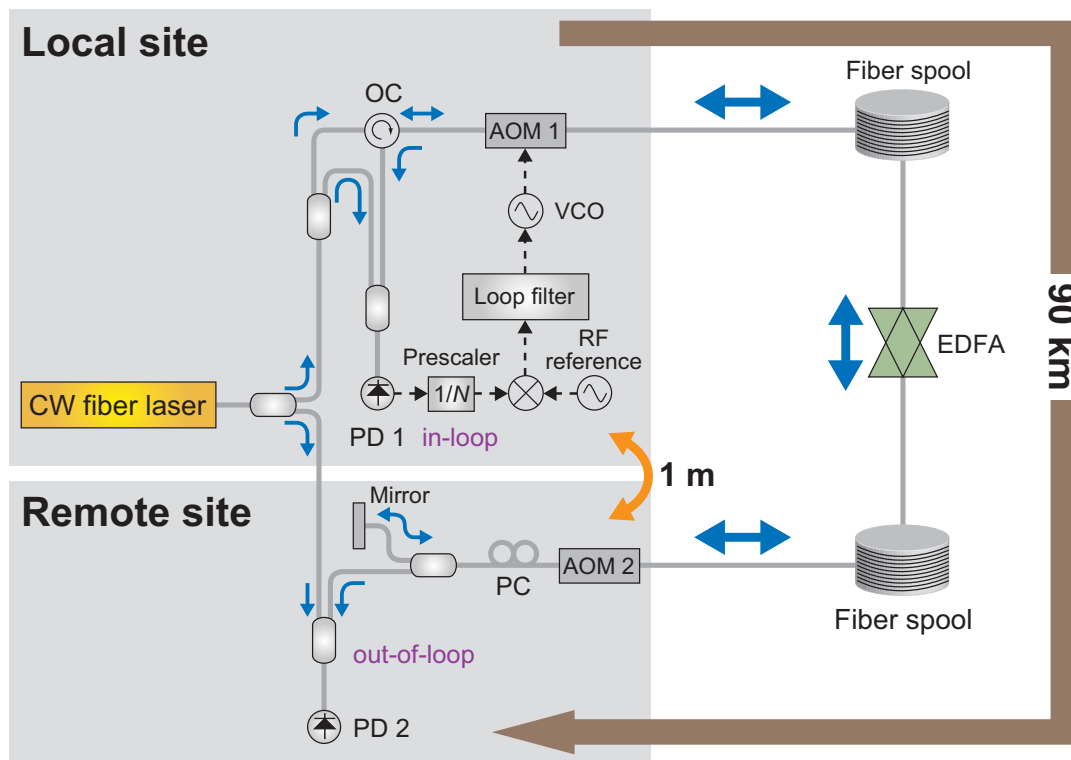 Local site
Fiber spool
OC
AOM 1
VCO
Loop filter
RF
reference
Prescaler
1/N
EDFA
90 km
CW fiber laser
PD 1
in-loop
1 m
Remote site
Mirror
PC
AOM 2
Fiber spool
out-of-loop
PD 2